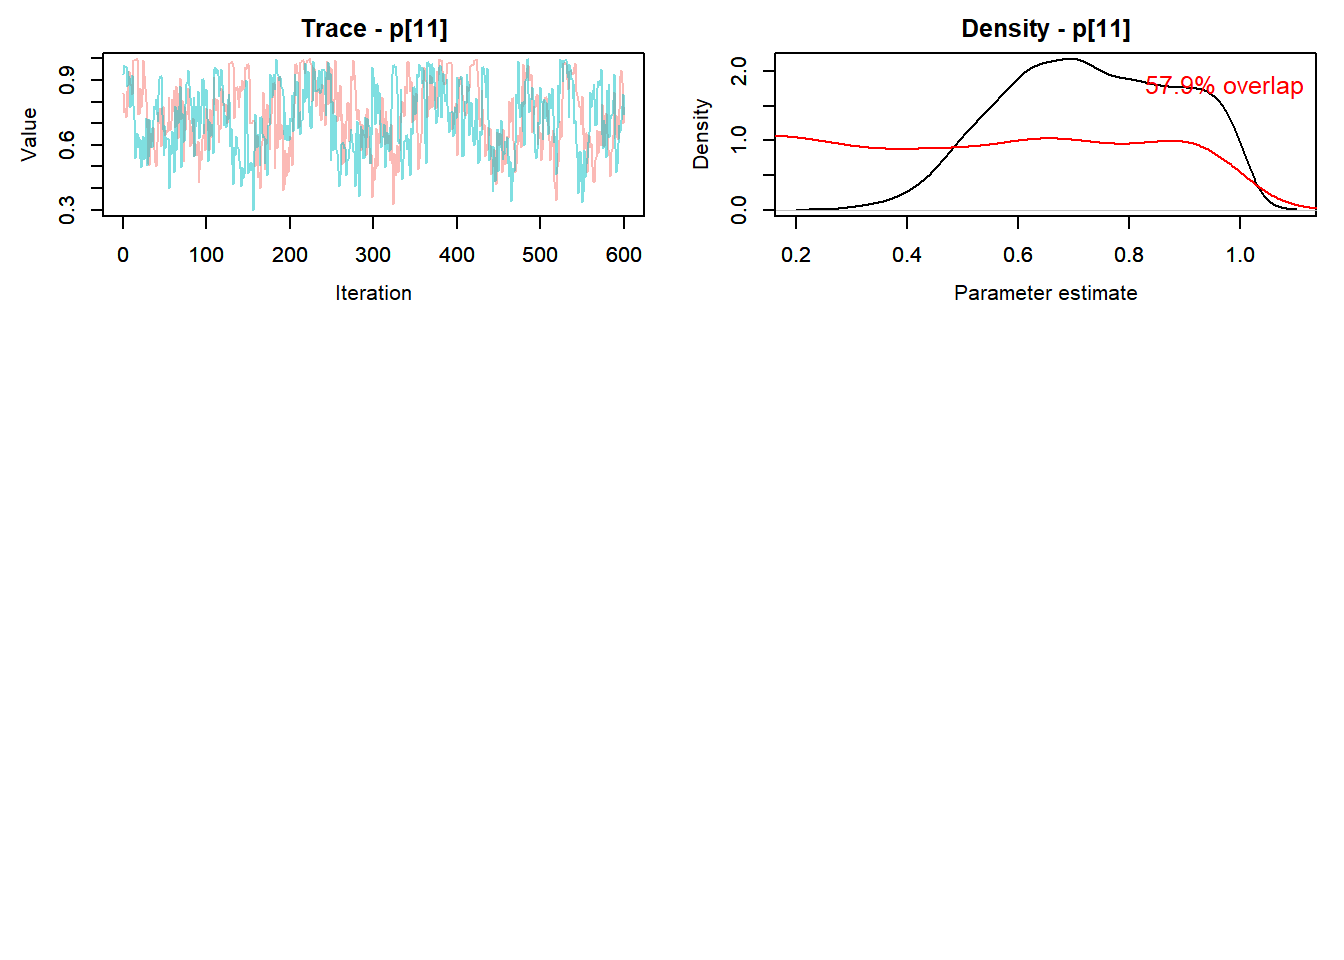 Trace - p[11]
Value
0.3
0.6
0.9
0 100 200 300 400 500 600
Iteration
Density - p[11]
Density
0.0
1.0
2.0
57.9% overlap
0.2 0.4 0.6 0.8 1.0
Parameter estimate